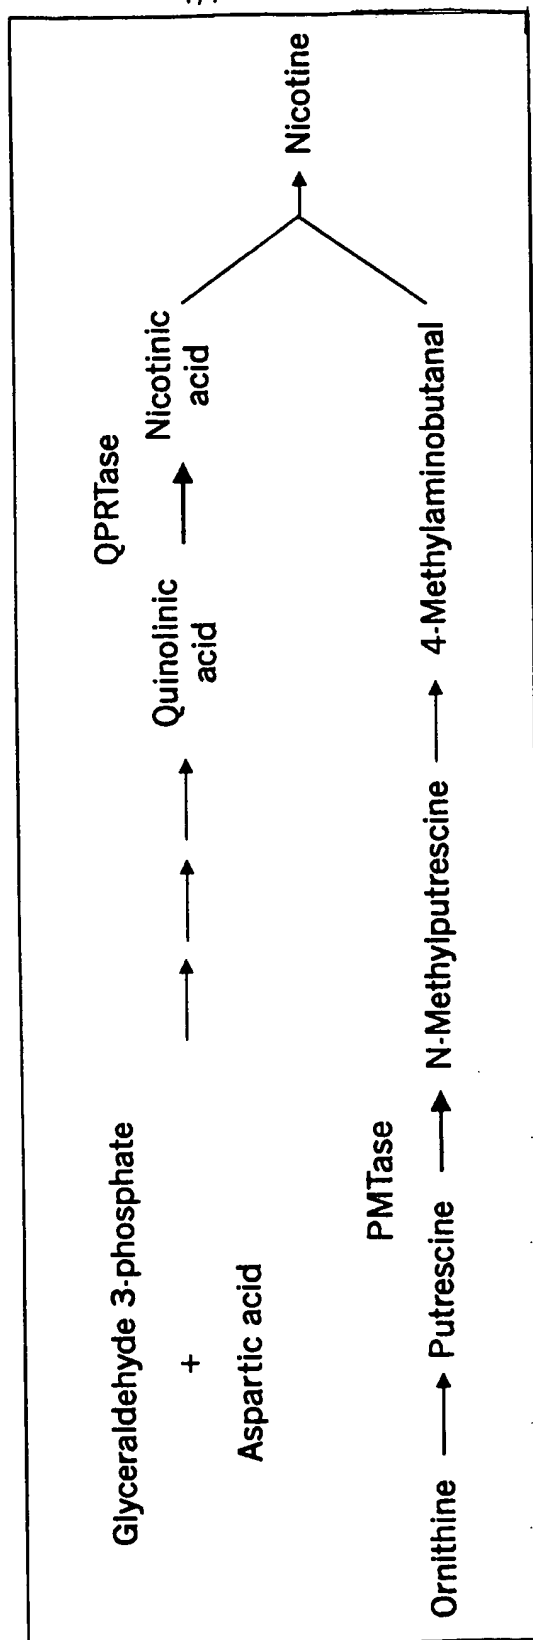 Glyceraldehyde 3-phosphate
+
Aspartic acid
Quinolinic
acid
QPRTase
Nicotinic
acid
Nicotine
Ornithine
Putrescine
PMTase
N-Methylputrescine
4-Methylaminobutanal